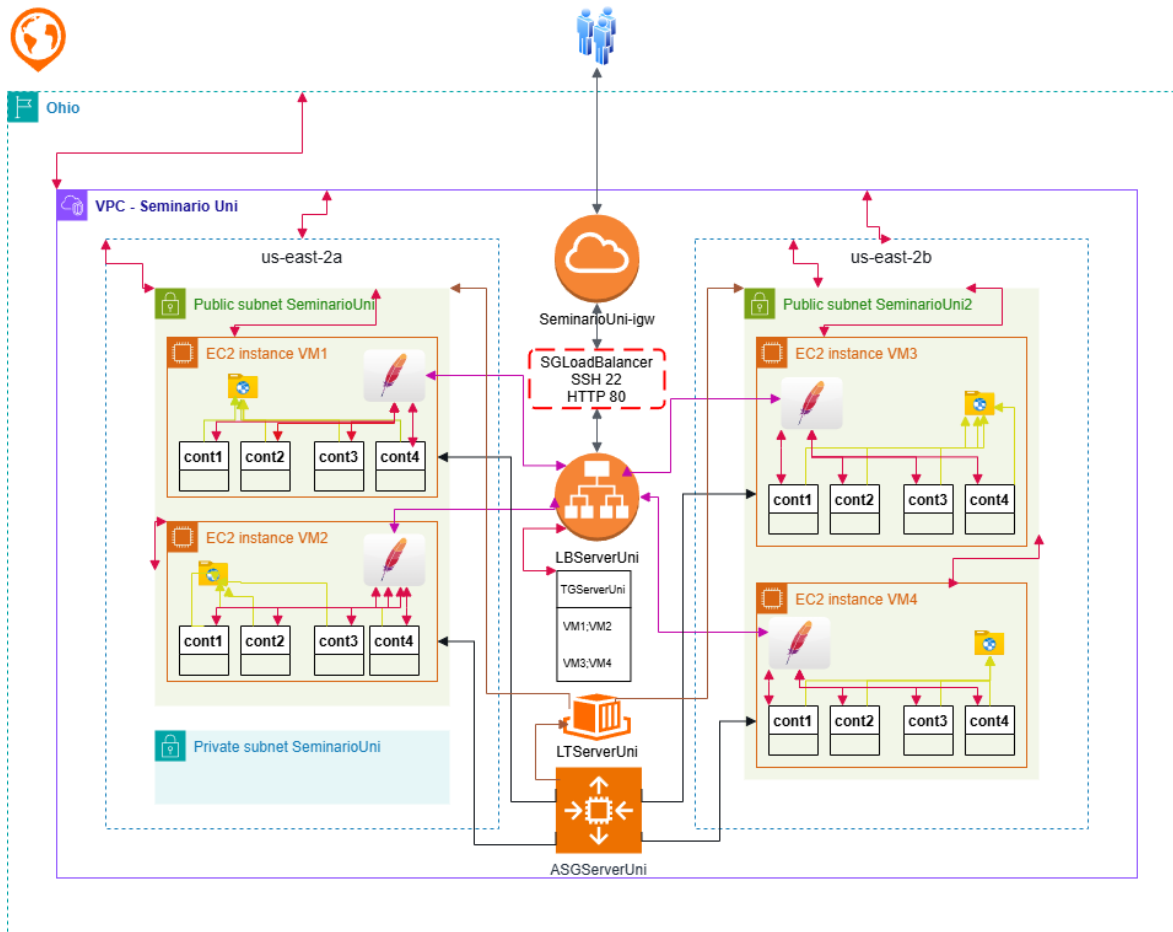 Ohio
VPC - Seminario Uni
us-east-2a
us-east-2b
Public subnet SeminarioUni
Public subnet SeminarioUni2
SeminarioUni-igw
EC2 instance VM1
EC2 instance VM3
SGLoadBalancer
SSH 22
HTTP 80
cont1
cont2
cont3
cont4
cont1
cont2
cont3
cont4
EC2 instance VM2
LBServerUni
TGServerUni
VM1;VM2
VM3;VM4
EC2 instance VM4
cont1
cont2
cont3
cont4
cont1
cont2
cont3
cont4
Private subnet SeminarioUni
LTServerUni
ASGServerUni